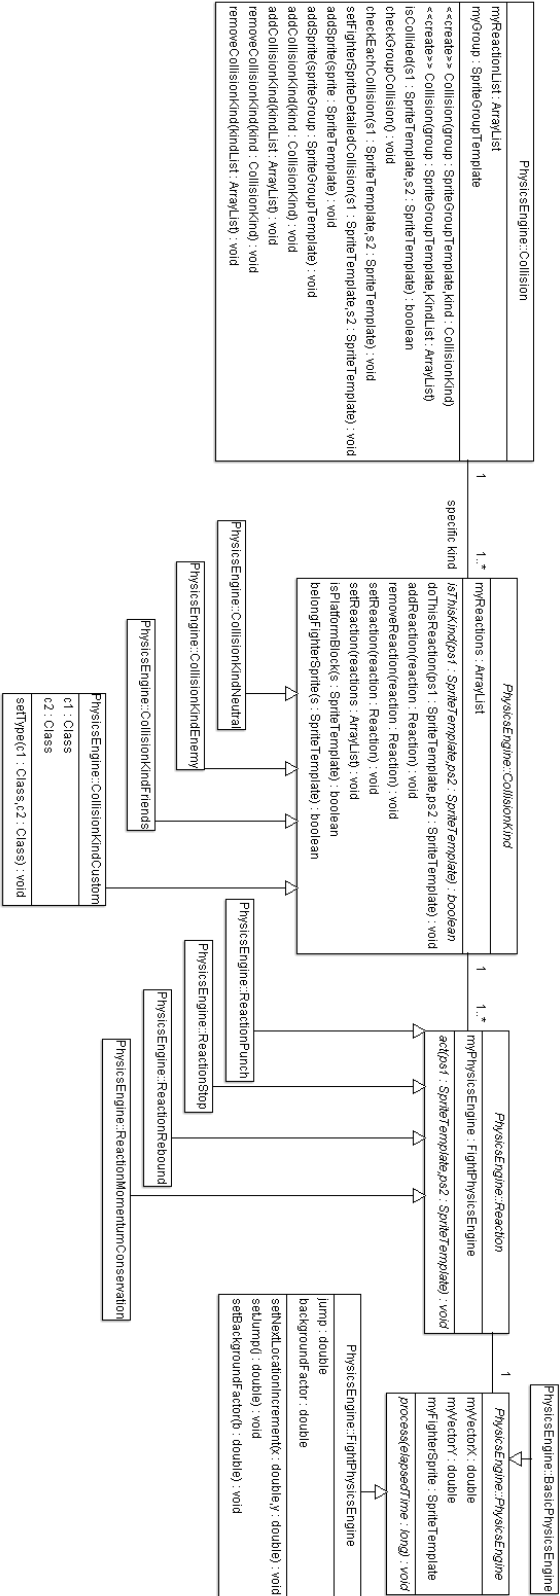 PhysicsEngine::Collision
myReactionList : ArrayList
myGroup : SpriteGroupTemplate
<<create>> Collision(group : SpriteGroupTemplate,kind : CollisionKind)
<<create>> Collision(group : SpriteGroupTemplate,KindList : ArrayList)
isCollided(s1 : SpriteTemplate,s2 : SpriteTemplate) : boolean
checkGroupCollision() : void
checkEachCollision(s1 : SpriteTemplate,s2 : SpriteTemplate) : void
setFighterSpriteDetailedCollision(s1 : SpriteTemplate,s2 : SpriteTemplate) : void
addSprite(sprite : SpriteTemplate) : void
addSprite(spriteGroup : SpriteGroupTemplate) : void
addCollisionKind(kind : CollisionKind) : void
addCollisionKind(kindList : ArrayList) : void
removeCollisionKind(kind : CollisionKind) : void
removeCollisionKind(kindList : ArrayList) : void
1
1..*
specific kind
PhysicsEngine::CollisionKind
myReactions : ArrayList
isThisKind(ps1 : SpriteTemplate,ps2 : SpriteTemplate) : boolean
doThisReaction(ps1 : SpriteTemplate,ps2 : SpriteTemplate) : void
addReaction(reaction : Reaction) : void
removeReaction(reaction : Reaction) : void
setReaction(reaction : Reaction) : void
setReaction(reactions : ArrayList) : void
isPlatformBlock(s : SpriteTemplate) : boolean
belongFighterSprite(s : SpriteTemplate) : boolean
PhysicsEngine::CollisionKindNeutral
PhysicsEngine::CollisionKindEnemy
PhysicsEngine::CollisionKindFriends
PhysicsEngine::CollisionKindCustom
c1 : Class
c2 : Class
setType(c1 : Class,c2 : Class) : void
1
1..*
PhysicsEngine::Reaction
myPhysicsEngine : FightPhysicsEngine
act(ps1 : SpriteTemplate,ps2 : SpriteTemplate) : void
PhysicsEngine::ReactionPunch
PhysicsEngine::ReactionStop
PhysicsEngine::ReactionRebound
PhysicsEngine::ReactionMomentumConservation
1
PhysicsEngine::BasicPhysicsEngine
PhysicsEngine::PhysicsEngine
myVectorX : double
myVectorY : double
myFighterSprite : SpriteTemplate
process(elapsedTime : long) : void
PhysicsEngine::FightPhysicsEngine
jump : double
backgroundFactor : double
setNextLocationIncrement(x : double,y : double) : void
setJump(j : double) : void
setBackgroundFactor(b : double) : void